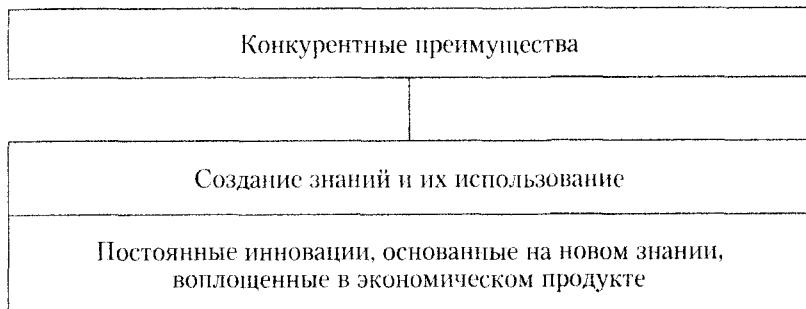 Конкурентные преимущества
Создание знаний и их использование
Постоянные инновации, основанные на новом знании,
воплощенные в экономическом продукте